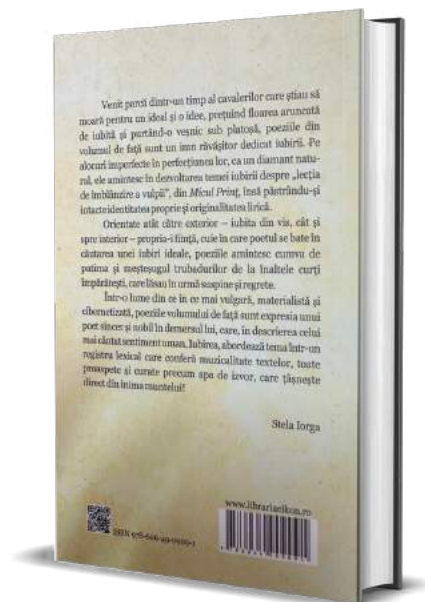 Venit parcă dintr-un timp al cavalerilor care știau să
moară pentru un ideal și o idee, prețuind floarea aruncată
de iubită și purtând-o veșnic sub platoșă, poeziile din
volumul de față sunt un imn răvășitor dedicat iubirii. Pe
alocuri imperfecte în perfecțiunea lor, ca un diamant natu-
ral, ele amintesc în dezvoltarea temei iubirii despre „lecția
de îmblânzire a vulpii”, din Micul Prinț, însă păstrându-și
intacte identitatea proprie și originalitatea lirică.
Orientate atât către exterior – iubita din vis, cât și
spre interior – propria-i ființă, cuie în care poetul se bate în
căutarea unei iubiri ideale, poeziile amintesc cumva de
patima și meșteșugul trubadurilor de la înaltele curți
împărătești, care lăsau în urmă suspine și regrete.
Într-o lume din ce în ce mai vulgară, materialistă și
cibernetizată, poeziile volumului de față sunt expresia unui
poet sincer și nobil în demersul lui, care, în descrierea celui
mai căutat sentiment uman, Iubirea, abordează tema într-un
registru lexical care conferă muzicalitate textelor, toate
proaspete și curate precum apa de izvor, care țâșnește
direct din inima muntelui!
Stela Iorga
www.librariaeikon.ro
ISBN